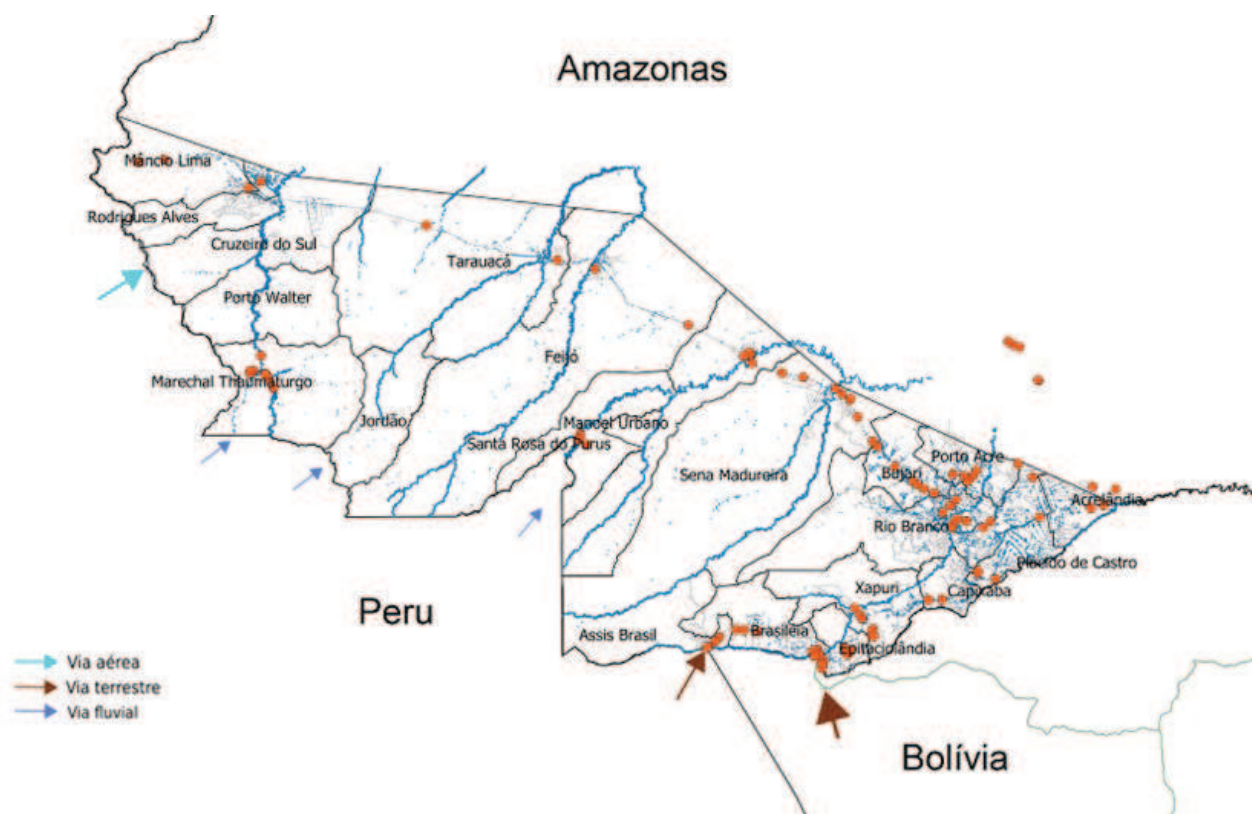 Amazonas
Mâncio Lima
Rodrigues Alves
Cruzeiro do Sul
Tarauacá
Porto Walter
Feijó
Marechal Thaumaturgo
Jordão
Manoel Urbano
Santa Rosa do Purus
Sena Madureira
Porto Acre
Bujari
Acrelândia
Rio Branco
Plácido de Castro
Xapuri
Capixaba
Peru
Assis Brasil
Brasiléia
Epitaciolândia
Via aérea
Via terrestre
Via fluvial
Bolívia